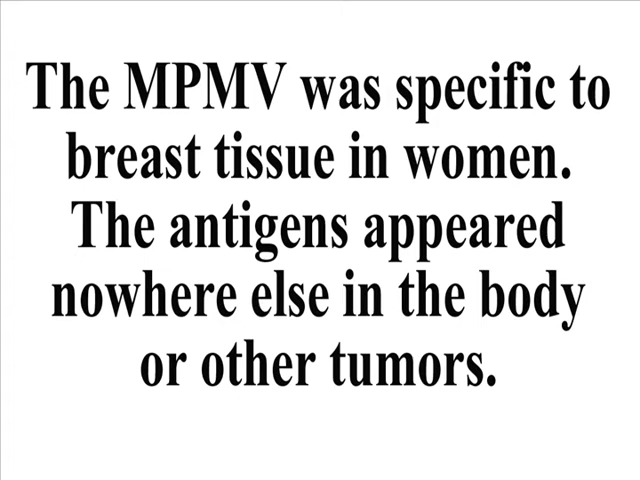 The MPMV was specific to
breast tissue in women.
The antigens appeared
nowhere else in the body
or other tumors.